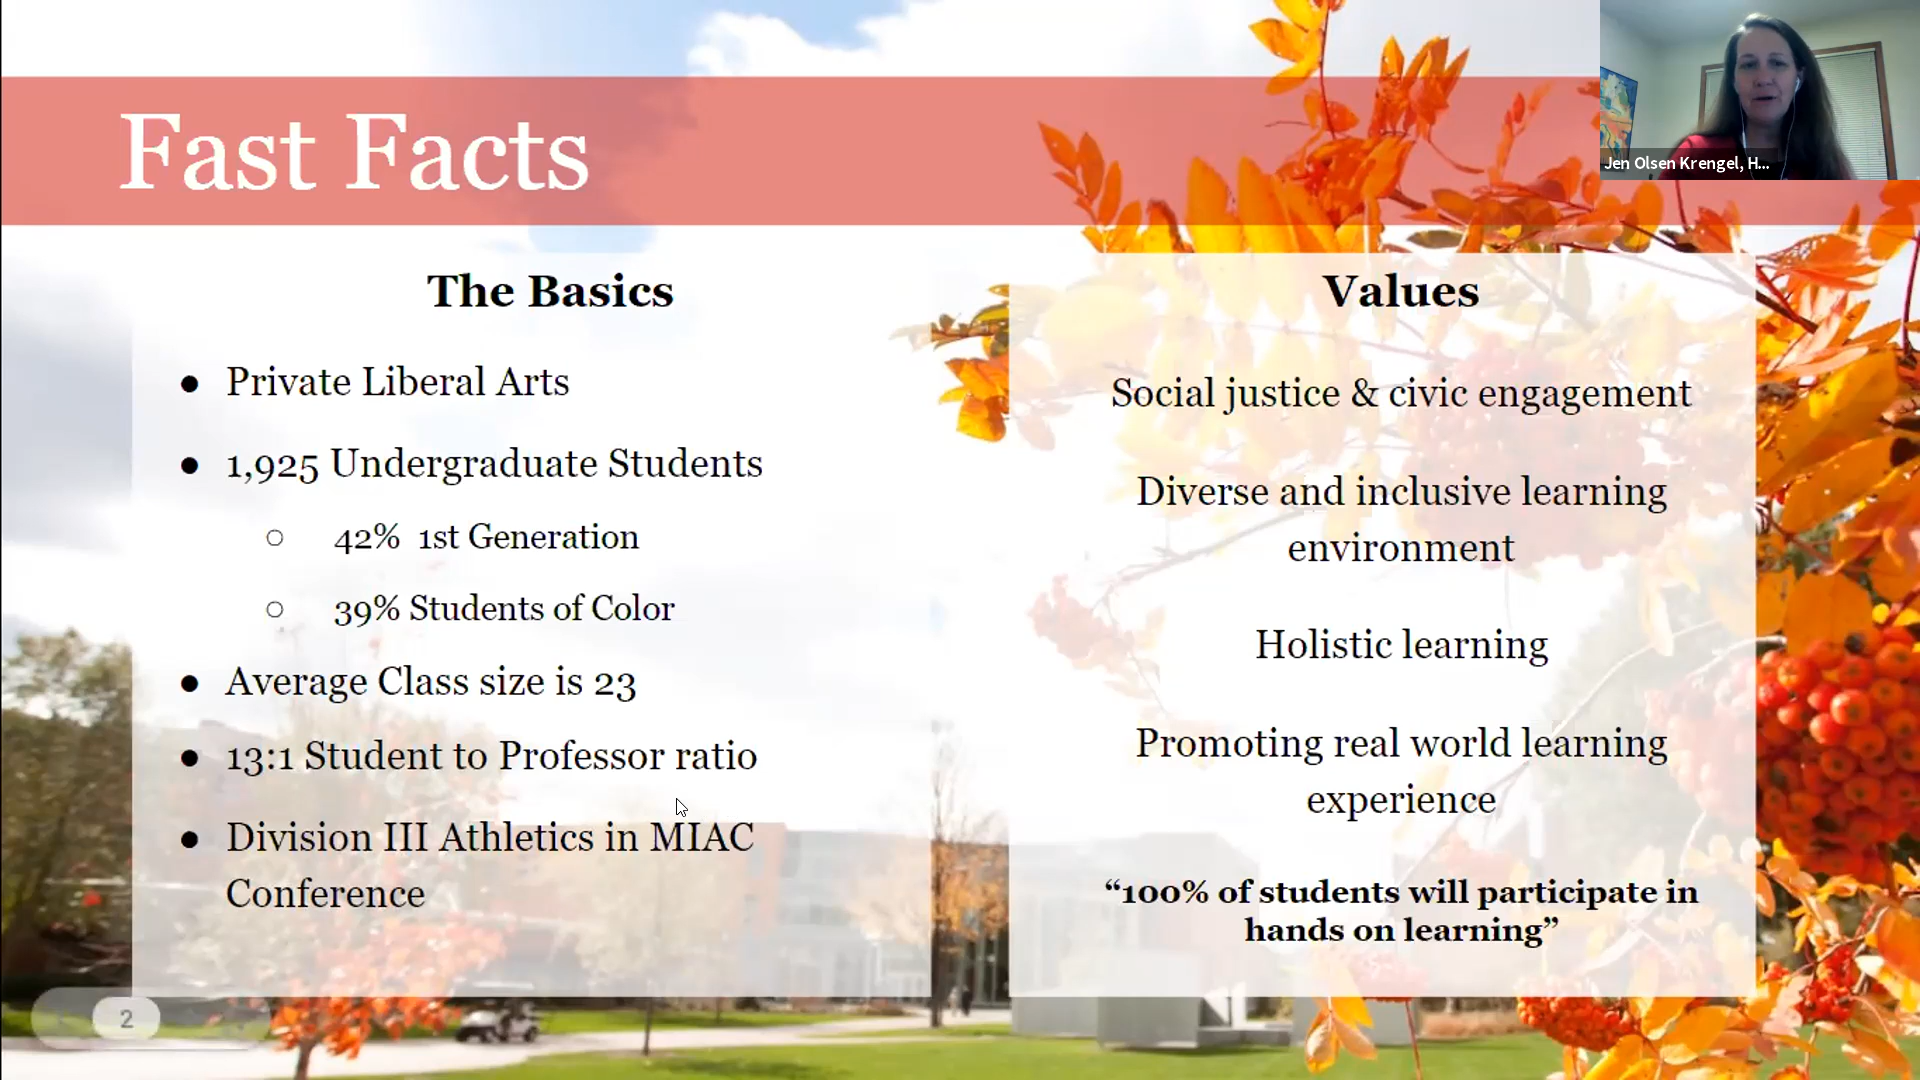 Fast Facts
Jen Olsen Krengel, H...
The Basics
● Private Liberal Arts
● 1,925 Undergraduate Students
○ 42% 1st Generation
○ 39% Students of Color
● Average Class size is 23
● 13:1 Student to Professor ratio
● Division III Athletics in MIAC
Conference
Values
Social justice & civic engagement
Diverse and inclusive learning
environment
Holistic learning
Promoting real world learning
experience
“100% of students will participate in
hands on learning”
2